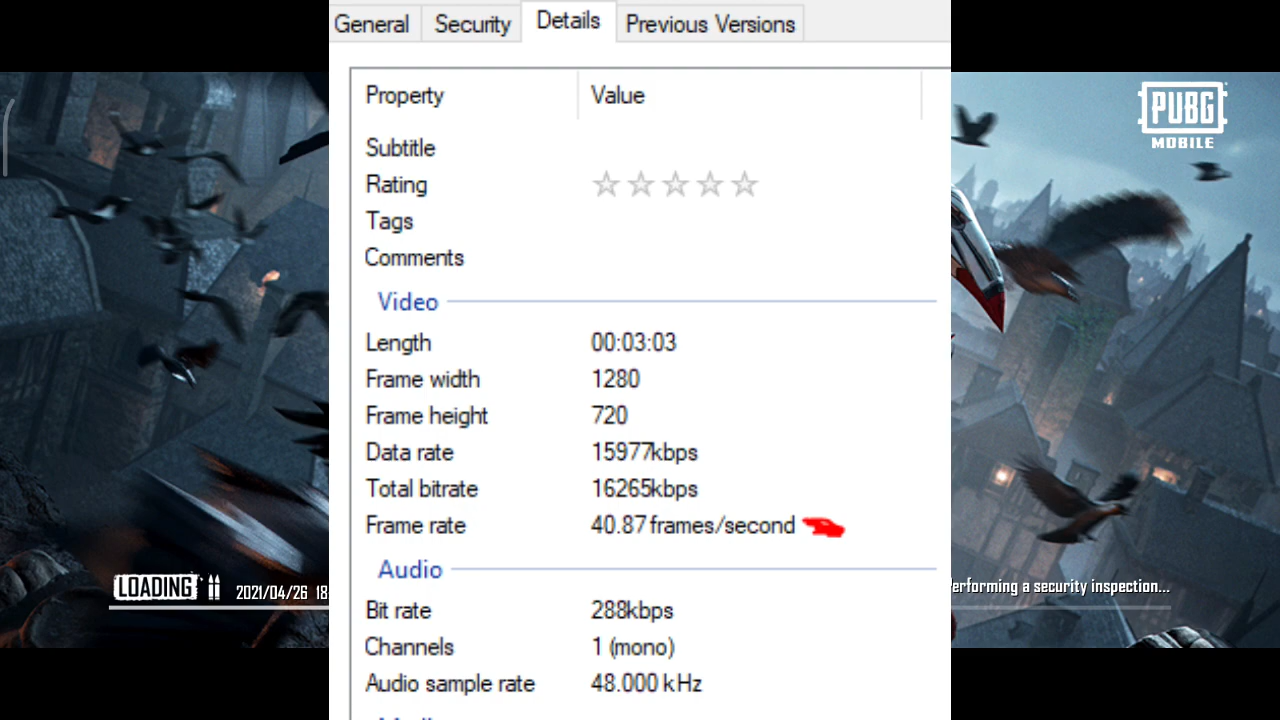 General Security Details Previous Versions
Property Value
Subtitle
Rating
Tags
Comments
Video
Length 00:03:03
Frame width 1280
Frame height 720
Data rate 15977kbps
Total bitrate 16265kbps
Frame rate 40.87 frames/second
Audio
Bit rate 288kbps
Channels 1 (mono)
Audio sample rate 48.000 kHz
PUBG
MOBILE
LOADING 2021/04/26 18
erforming a security inspection...